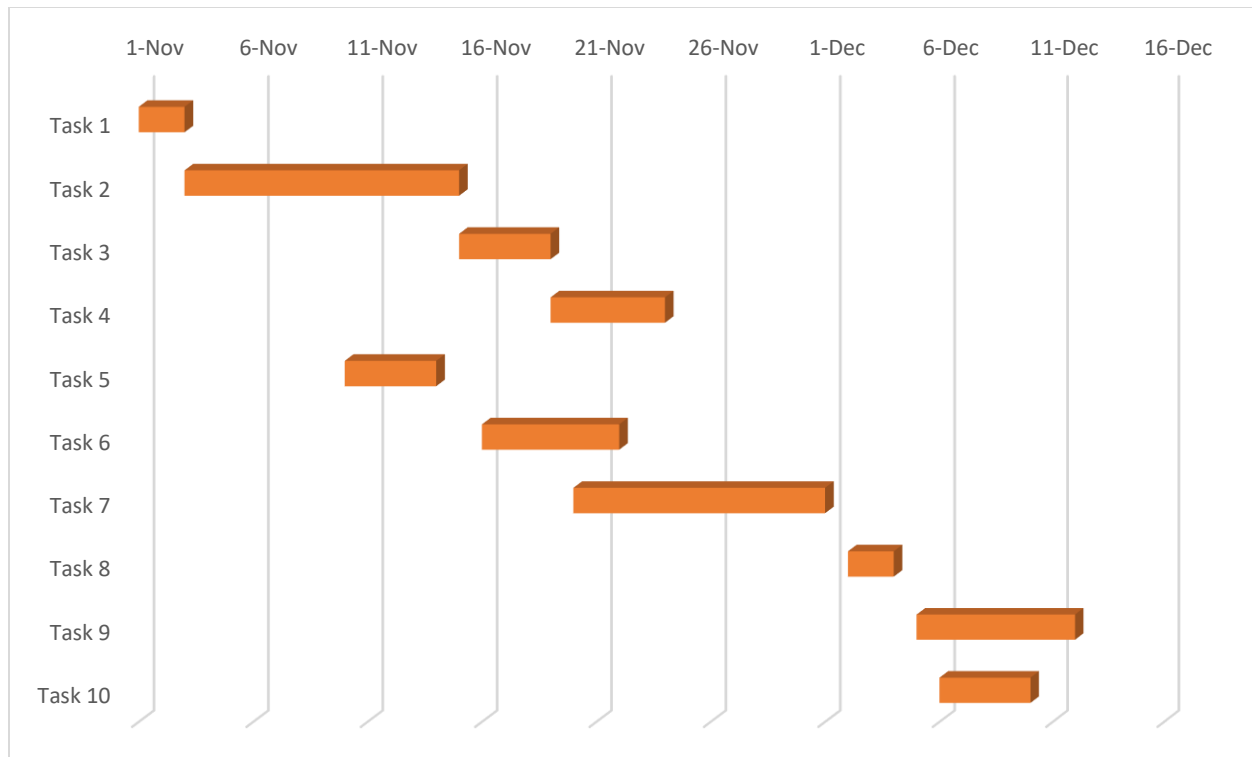 1-Nov 6-Nov 11-Nov 16-Nov 21-Nov 26-Nov 1-Dec 6-Dec 11-Dec 16-Dec
Task 1
Task 2
Task 3
Task 4
Task 5
Task 6
Task 7
Task 8
Task 9
Task 10